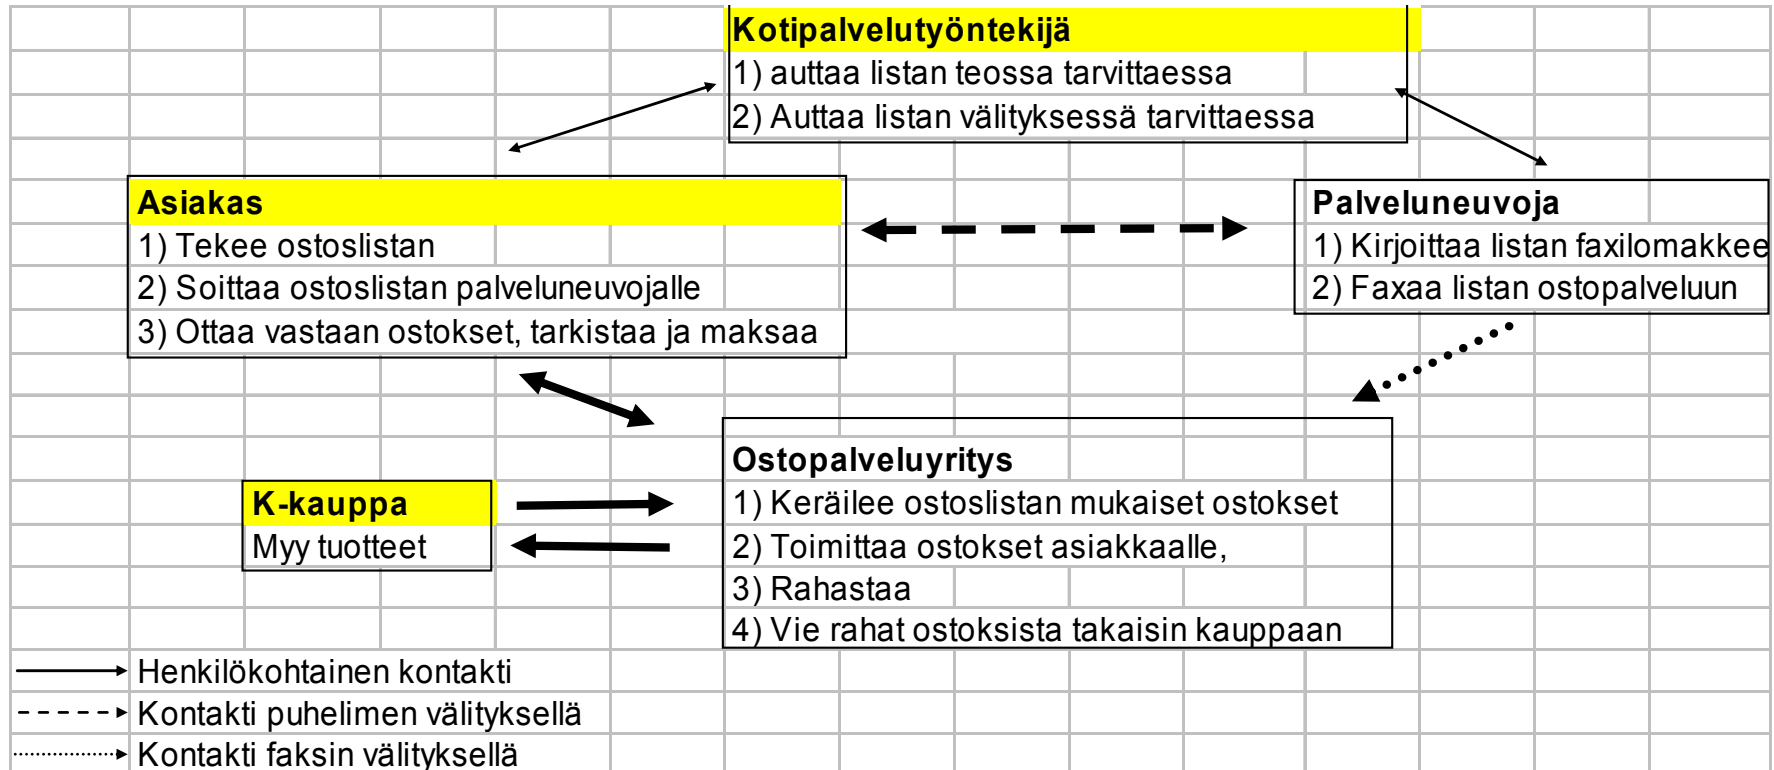 Kotipalvelutyöntekijä
1) auttaa listan teossa tarvittaessa
2) Auttaa listan välityksessä tarvittaessa
Asiakas
1) Tekee ostoslistan
2) Soittaa ostoslistan palveluneuvojalle
3) Ottaa vastaan ostokset, tarkistaa ja maksaa
Palveluneuvoja
1) Kirjoittaa listan faxilomakkee
2) Faxaa listan ostopalveluun
Ostopalveluyritys
1) Keräilee ostoslistan mukaiset ostokset
2) Toimittaa ostokset asiakkaalle,
3) Rahastaa
4) Vie rahat ostoksista takaisin kauppaan
K-kauppa
Myy tuotteet
Henkilökohtainen kontakti
Kontakti puhelimen välityksellä
Kontakti faksin välityksellä